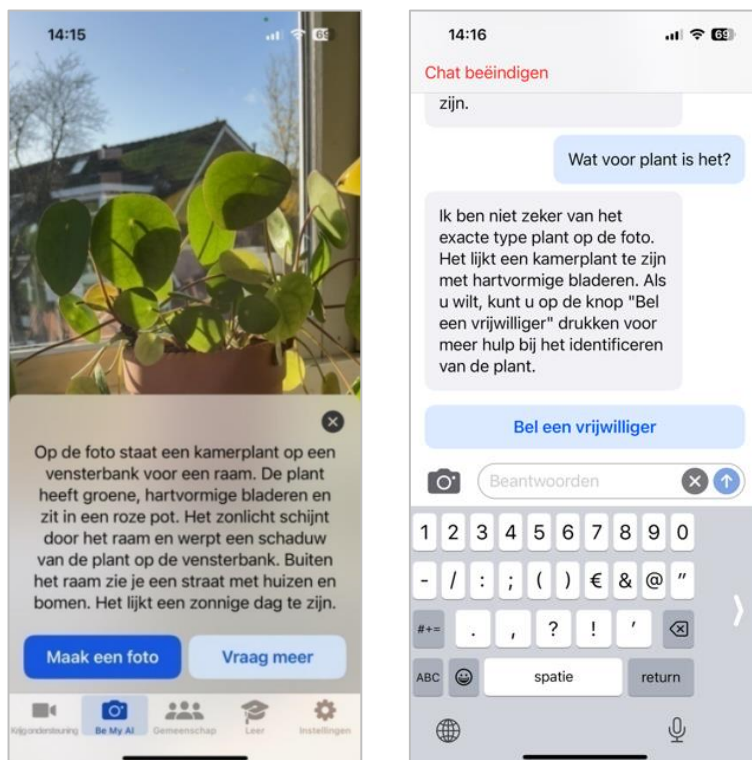 14:15
69
Op de foto staat een kamerplant op een
vensterbank voor een raam. De plant
heeft groene, hartvormige bladeren en
zit in een roze pot. Het zonlicht schijnt
door het raam en werpt een schaduw
van de plant op de vensterbank. Buiten
het raam zie je een straat met huizen en
bomen. Het lijkt een zonnige dag te zijn.
Maak een foto
Vraag meer
Krijg ondersteuning
Be My AI
Gemeenschap
Leer
Instellingen
14:16
69
Chat beëindigen
zijn.
Wat voor plant is het?
Ik ben niet zeker van het
exacte type plant op de foto.
Het lijkt een kamerplant te zijn
met hartvormige bladeren. Als
u wilt, kunt u op de knop "Bel
een vrijwilliger" drukken voor
meer hulp bij het identificeren
van de plant.
Bel een vrijwilliger
Beantwoorden
1 2 3 4 5 6 7 8 9 0
- / : ; ( ) € & @ "
#+= . , ? ! '
ABC spatie return